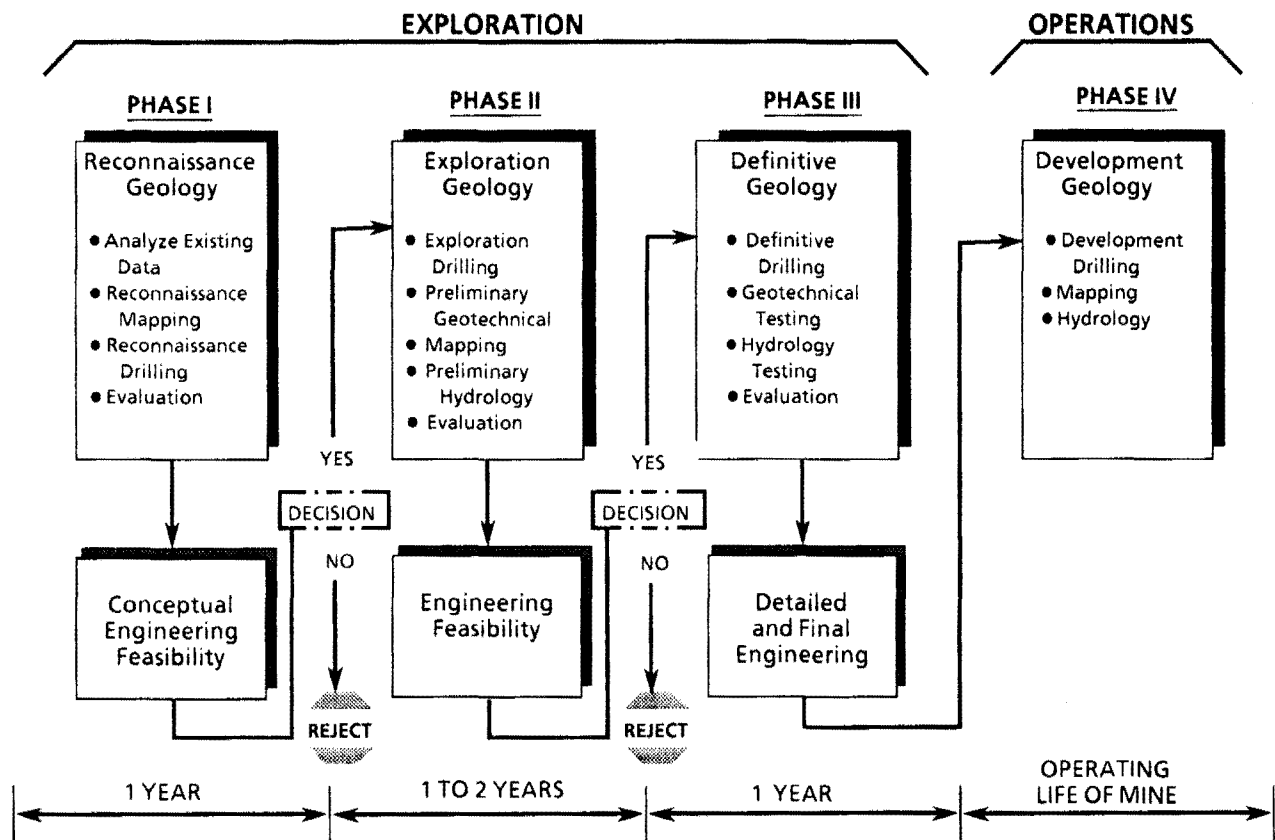 EXPLORATION
OPERATIONS
PHASE I
Reconnaissance
Geology
● Analyze Existing
Data
● Reconnaissance
Mapping
● Reconnaissance
Drilling
● Evaluation
Conceptual
Engineering
Feasibility
YES
DECISION
NO
REJECT
PHASE II
Exploration
Geology
● Exploration
Drilling
● Preliminary
Geotechnical
● Mapping
● Preliminary
Hydrology
● Evaluation
Engineering
Feasibility
YES
DECISION
NO
REJECT
PHASE III
Definitive
Geology
● Definitive
Drilling
● Geotechnical
Testing
● Hydrology
Testing
● Evaluation
Detailed
and Final
Engineering
PHASE IV
Development
Geology
● Development
Drilling
● Mapping
● Hydrology
1 YEAR
1 TO 2 YEARS
1 YEAR
OPERATING
LIFE OF MINE